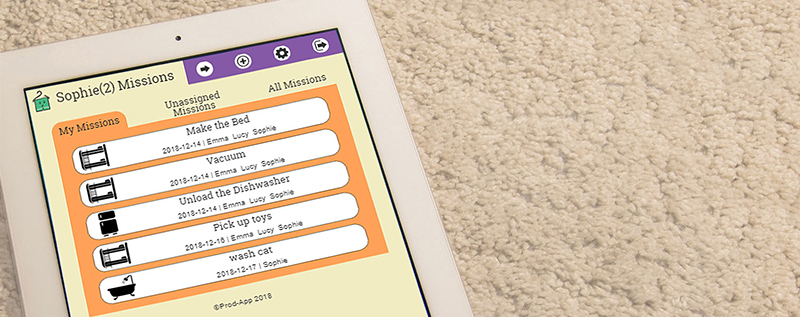 Sophie(2) Missions
My Missions
Unassigned
Missions
All Missions
Make the Bed
2018-12-14 | Emma Lucy Sophie
Vacuum
2018-12-14 | Emma Lucy Sophie
Unload the Dishwasher
2018-12-14 | Emma Lucy Sophie
Pick up toys
2018-12-16 | Emma Lucy Sophie
wash cat
2018-12-17 | Sophie
©Prod-App 2018